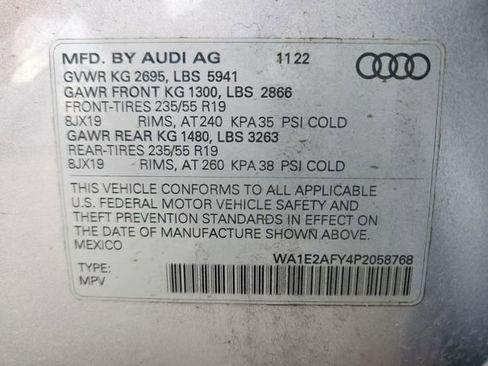 MFD. BY AUDI AG 11 22
GVWR KG 2695, LBS 5941
GAWR FRONT KG 1300, LBS 2866
FRONT-TIRES 235/55 R19
8JX19 RIMS, AT 240 KPA 35 PSI COLD
GAWR REAR KG 1480, LBS 3263
REAR-TIRES 235/55 R19
8JX19 RIMS, AT 260 KPA 38 PSI COLD
THIS VEHICLE CONFORMS TO ALL APPLICABLE
U.S. FEDERAL MOTOR VEHICLE SAFETY AND
THEFT PREVENTION STANDARDS IN EFFECT ON
THE DATE OF MANUFACTURE SHOWN ABOVE.
MEXICO
WA1E2AFY4P2058768
TYPE:
MPV